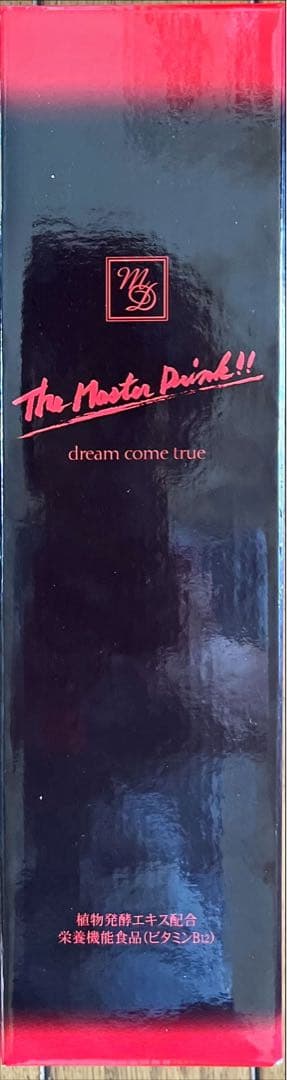 MD
The Master Drink!!
dream come true
植物発酵エキス配合
栄養機能食品(ビタミンB12)